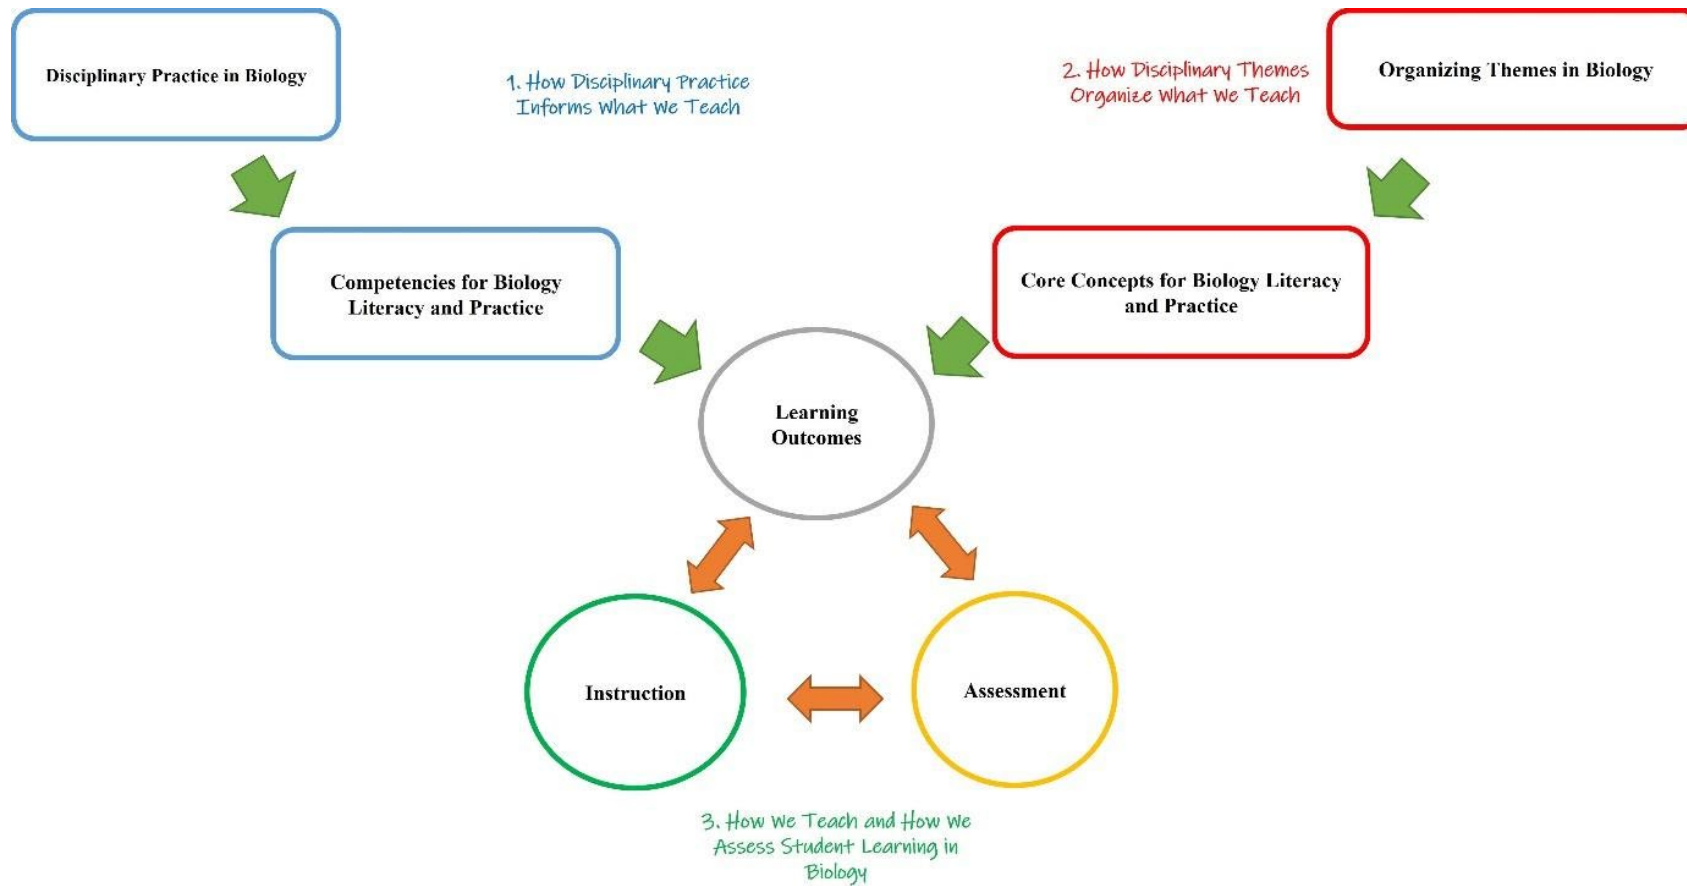 Disciplinary Practice in Biology
1. How Disciplinary Practice
Informs What We Teach
2. How Disciplinary Themes
Organize What We Teach
Organizing Themes in Biology
Competencies for Biology
Literacy and Practice
Core Concepts for Biology Literacy
and Practice
Learning
Outcomes
Instruction
Assessment
3. How We Teach and How We
Assess Student Learning in
Biology